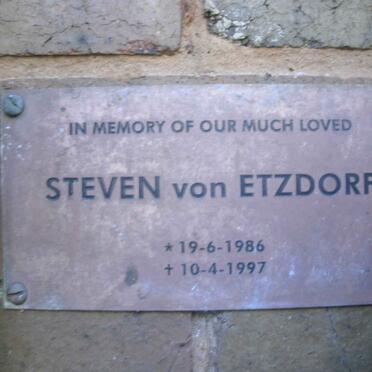 IN MEMORY OF OUR MUCH LOVED
STEVEN von ETZDORF
* 19-6-1986
† 10-4-1997